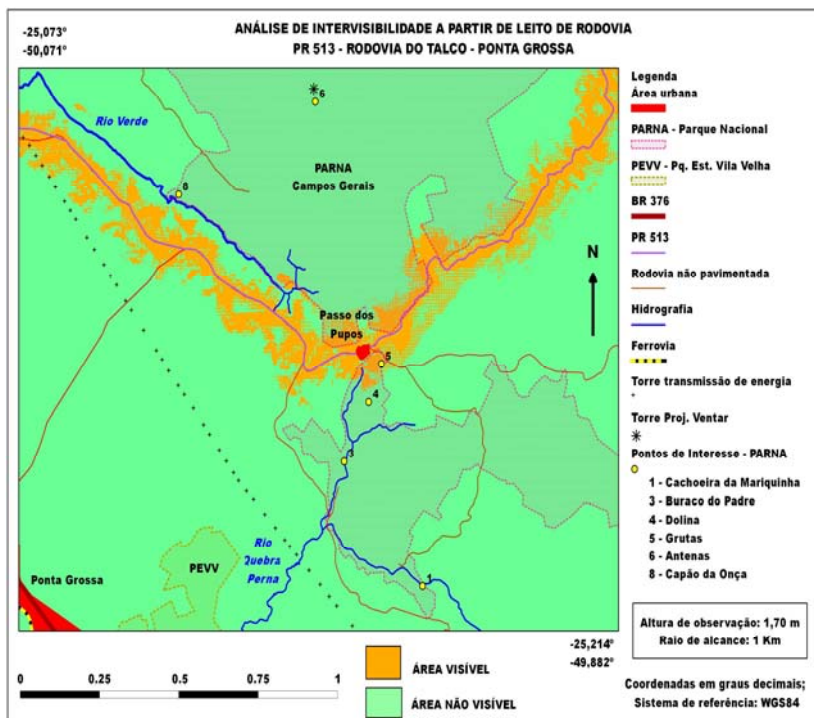 ANÁLISE DE INTERVISIBILIDADE A PARTIR DE LEITO DE RODOVIA
PR 513 - RODOVIA DO TALCO - PONTA GROSSA
-25,073º
-50,071º
Rio Verde
6
PARNA
Campos Gerais
8
Passo dos
Pupos
5
4
3
1
Rio
Quebra
Perna
PEVV
Ponta Grossa
N
Legenda
Área urbana
PARNA - Parque Nacional
PEVV - Pq. Est. Vila Velha
BR 376
PR 513
Rodovia não pavimentada
Hidrografia
Ferrovia
Torre transmissão de energia
Torre Proj. Ventar
Pontos de Interesse - PARNA
1 - Cachoeira da Mariquinha
3 - Buraco do Padre
4 - Dolina
5 - Grutas
6 - Antenas
8 - Capão da Onça
Altura de observação: 1,70 m
Raio de alcance: 1 Km
-25,214º
-49,882º
0 0.25 0.5 0.75 1
ÁREA VISÍVEL
ÁREA NÃO VISÍVEL
Coordenadas em graus decimais;
Sistema de referência: WGS84